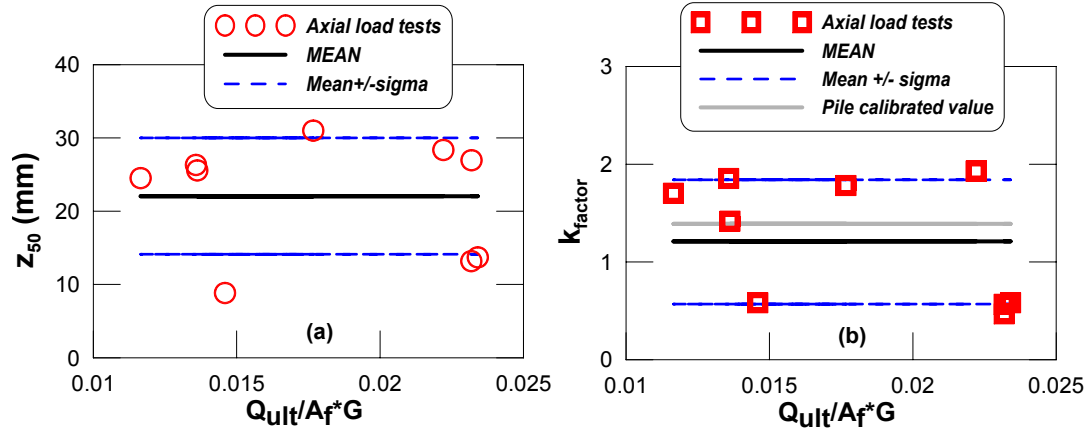 Axial load tests
MEAN
Mean+/-sigma
40
30
20
10
0
z50 (mm)
(a)
0.01
0.015
0.02
0.025
Qult/Af*G
Axial load tests
MEAN
Mean +/- sigma
Pile calibrated value
3
2
1
0
kfactor
(b)
0.01
0.015
0.02
0.025
Qult/Af*G